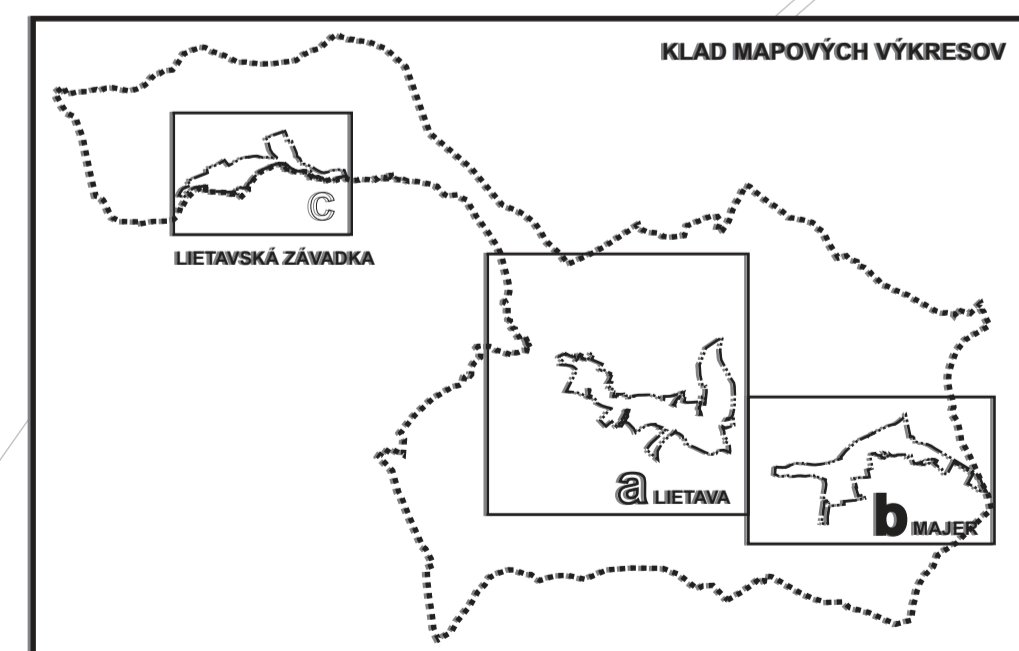 KLAD MAPOVÝCH VÝKRESOV
c
LIETAVSKÁ ZÁVADKA
a LIETAVA
b MAJER